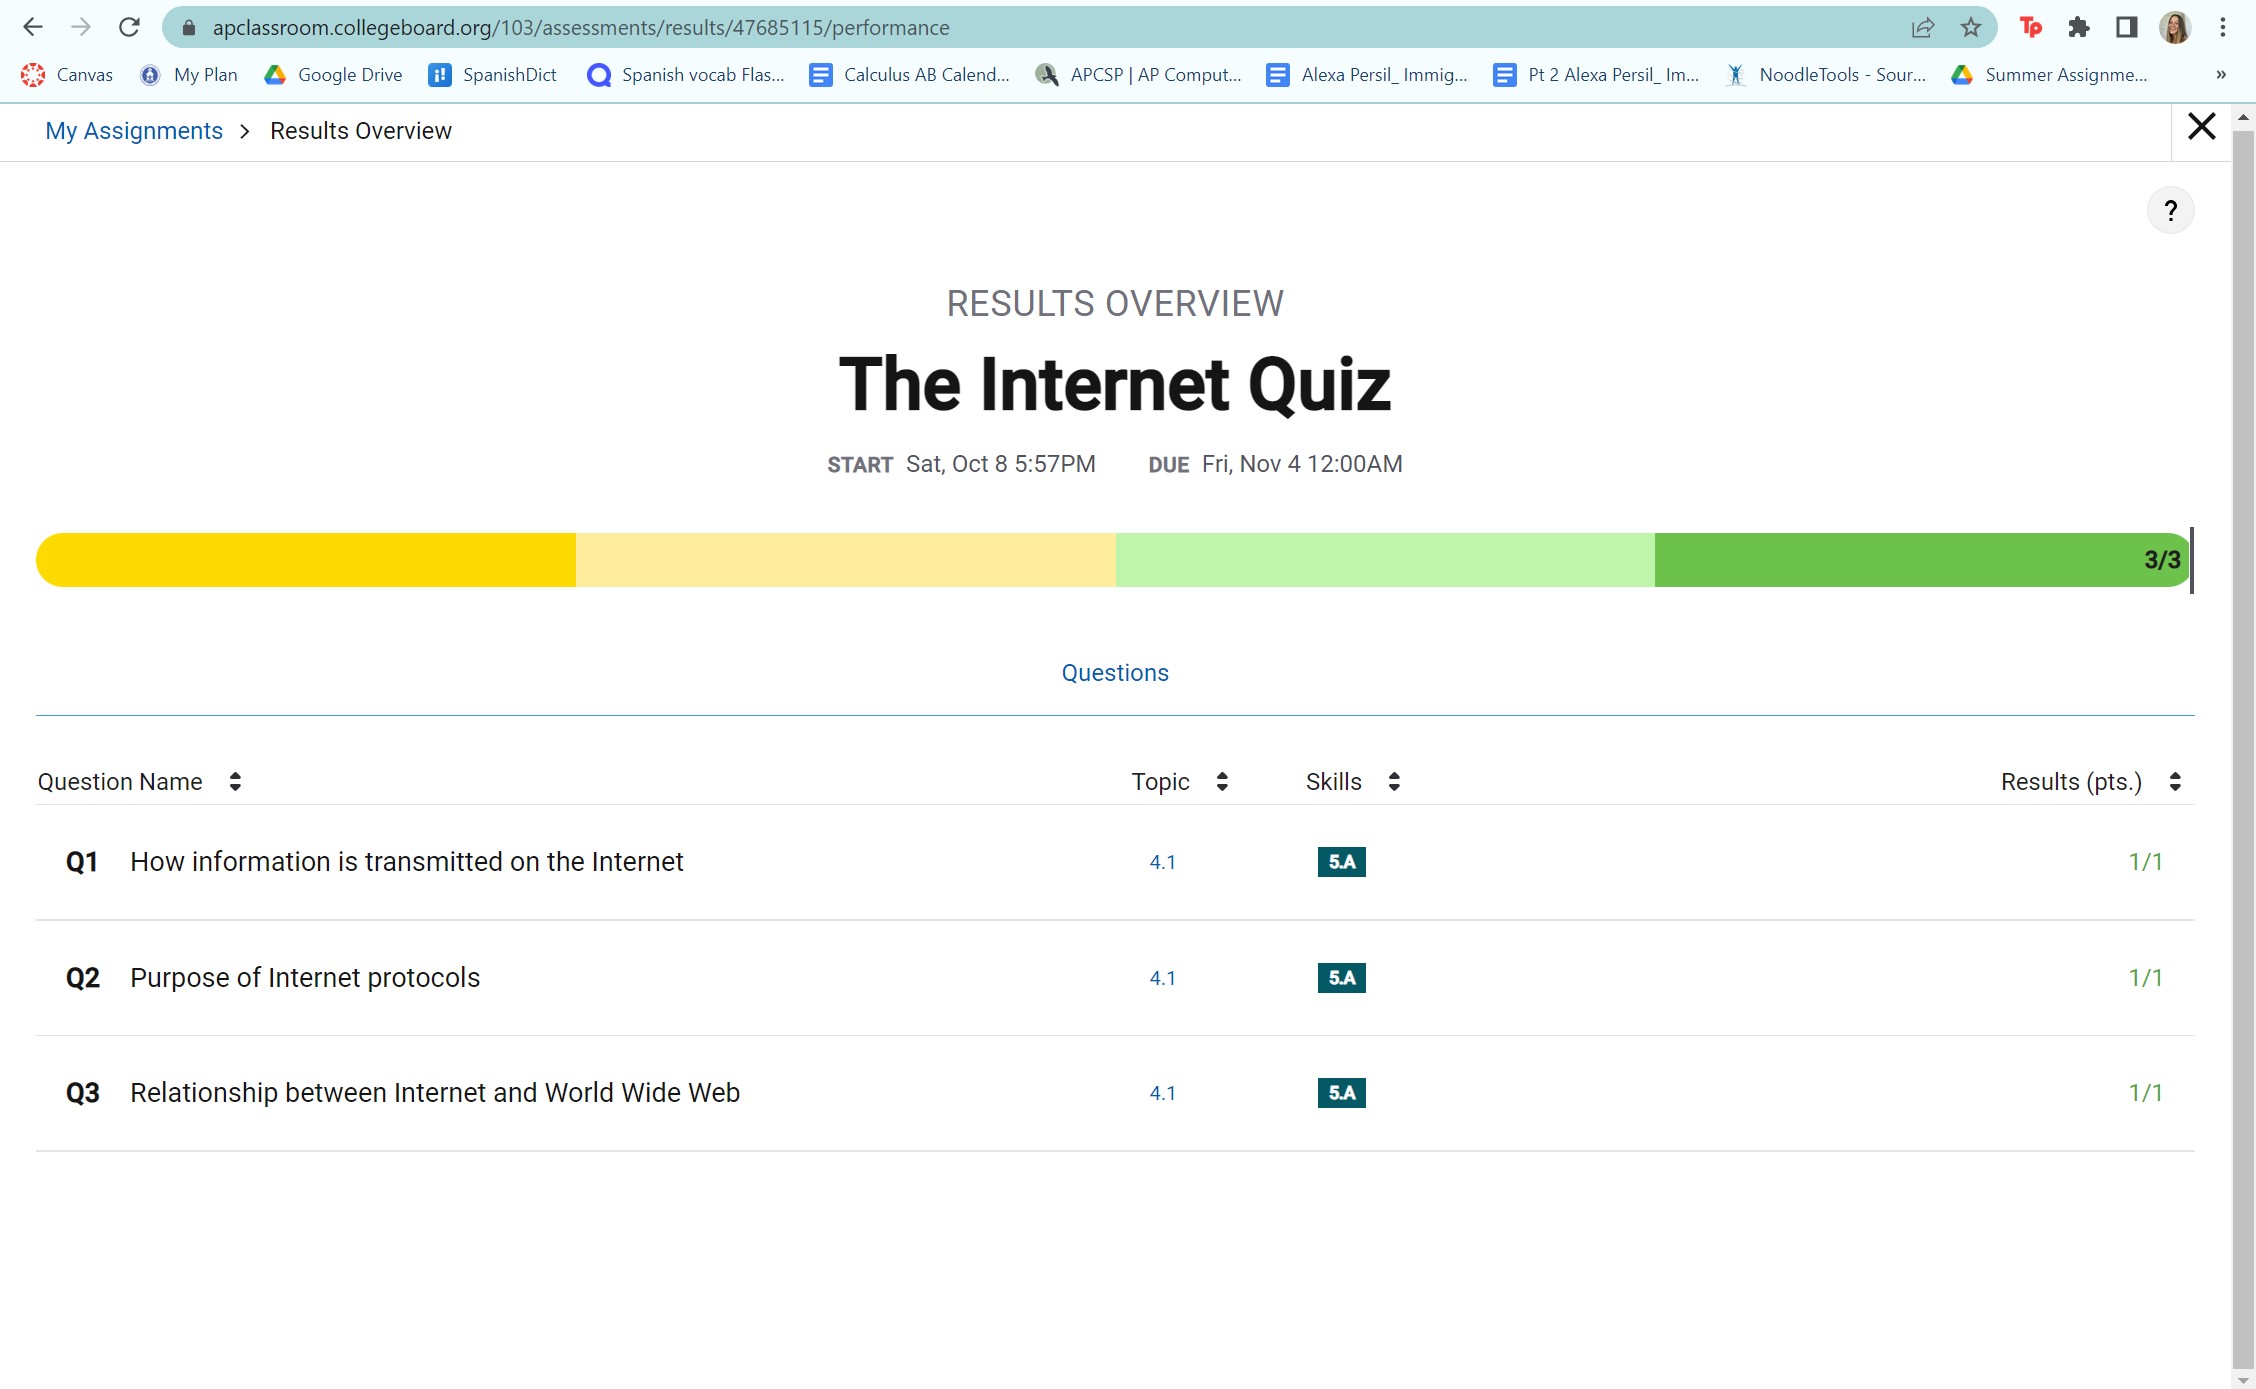 apclassroom.collegeboard.org/103/assessments/results/47685115/performance
Tp
Canvas My Plan Google Drive SpanishDict Spanish vocab Flas... Calculus AB Calend... APCSP | AP Comput... Alexa Persil_ Immig... Pt 2 Alexa Persil_ Im... NoodleTools - Sour... Summer Assignme... »
My Assignments > Results Overview
?
RESULTS OVERVIEW
The Internet Quiz
START Sat, Oct 8 5:57PM DUE Fri, Nov 4 12:00AM
3/3
Questions
Question Name Topic Skills Results (pts.)
Q1 How information is transmitted on the Internet 4.1 5.A 1/1
Q2 Purpose of Internet protocols 4.1 5.A 1/1
Q3 Relationship between Internet and World Wide Web 4.1 5.A 1/1